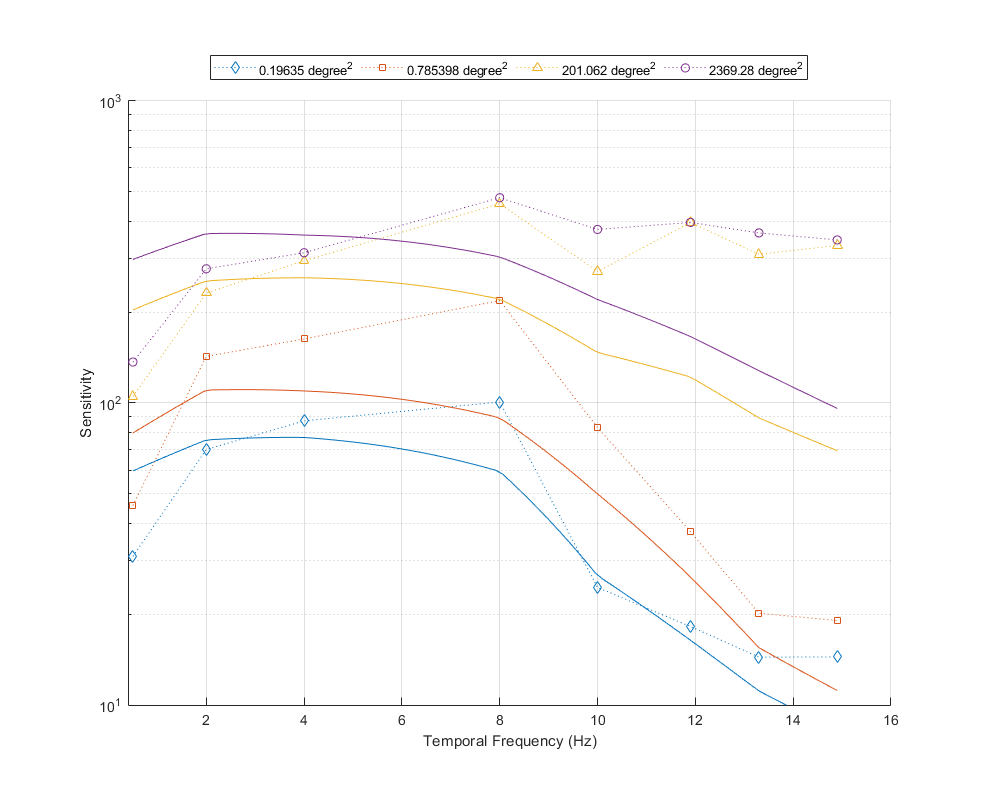 0.19635 degree² 0.785398 degree² 201.062 degree² 2369.28 degree²
10³
10²
10¹
Sensitivity
2 4 6 8 10 12 14 16
Temporal Frequency (Hz)